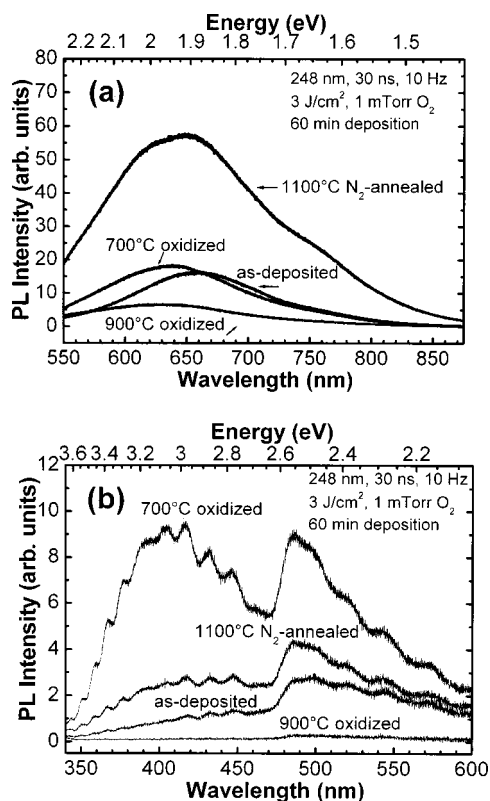 Energy (eV)
2.2 2.1 2 1.9 1.8 1.7 1.6 1.5
80
70
60
50
40
30
20
10
0
PL Intensity (arb. units)
(a)
248 nm, 30 ns, 10 Hz
3 J/cm², 1 mTorr O₂
60 min deposition
1100°C N₂-annealed
700°C oxidized
as-deposited
900°C oxidized
550 600 650 700 750 800 850
Wavelength (nm)
Energy (eV)
3.6 3.4 3.2 3 2.8 2.6 2.4 2.2
12
10
8
6
4
2
0
PL Intensity (arb. units)
(b)
248 nm, 30 ns, 10 Hz
3 J/cm², 1 mTorr O₂
60 min deposition
700°C oxidized
1100°C N₂-annealed
as-deposited
900°C oxidized
350 400 450 500 550 600
Wavelength (nm)